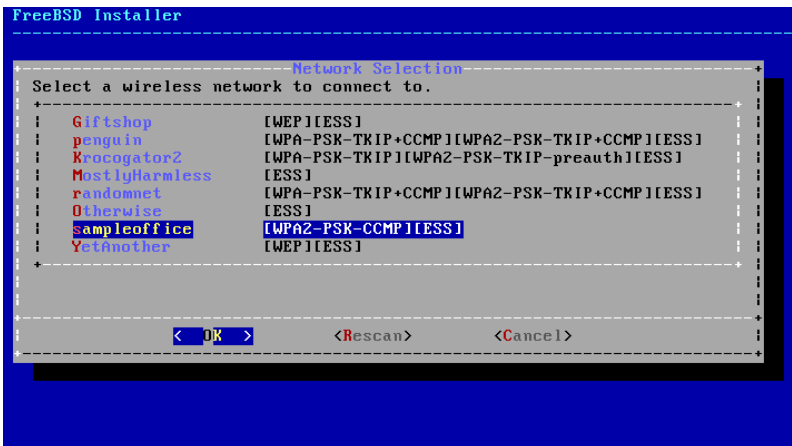 FreeBSD Installer
Network Selection
Select a wireless network to connect to.
Giftshop [WEP][ESS]
penguin [WPA-PSK-TKIP+CCMP][WPA2-PSK-TKIP+CCMP][ESS]
Krocogator2 [WPA-PSK-TKIP][WPA2-PSK-TKIP-preauth][ESS]
MostlyHarmless [ESS]
randomnet [WPA-PSK-TKIP+CCMP][WPA2-PSK-TKIP+CCMP][ESS]
Otherwise [ESS]
sampleoffice [WPA2-PSK-CCMP][ESS]
YetAnother [WEP][ESS]
< OK > <Rescan> <Cancel>